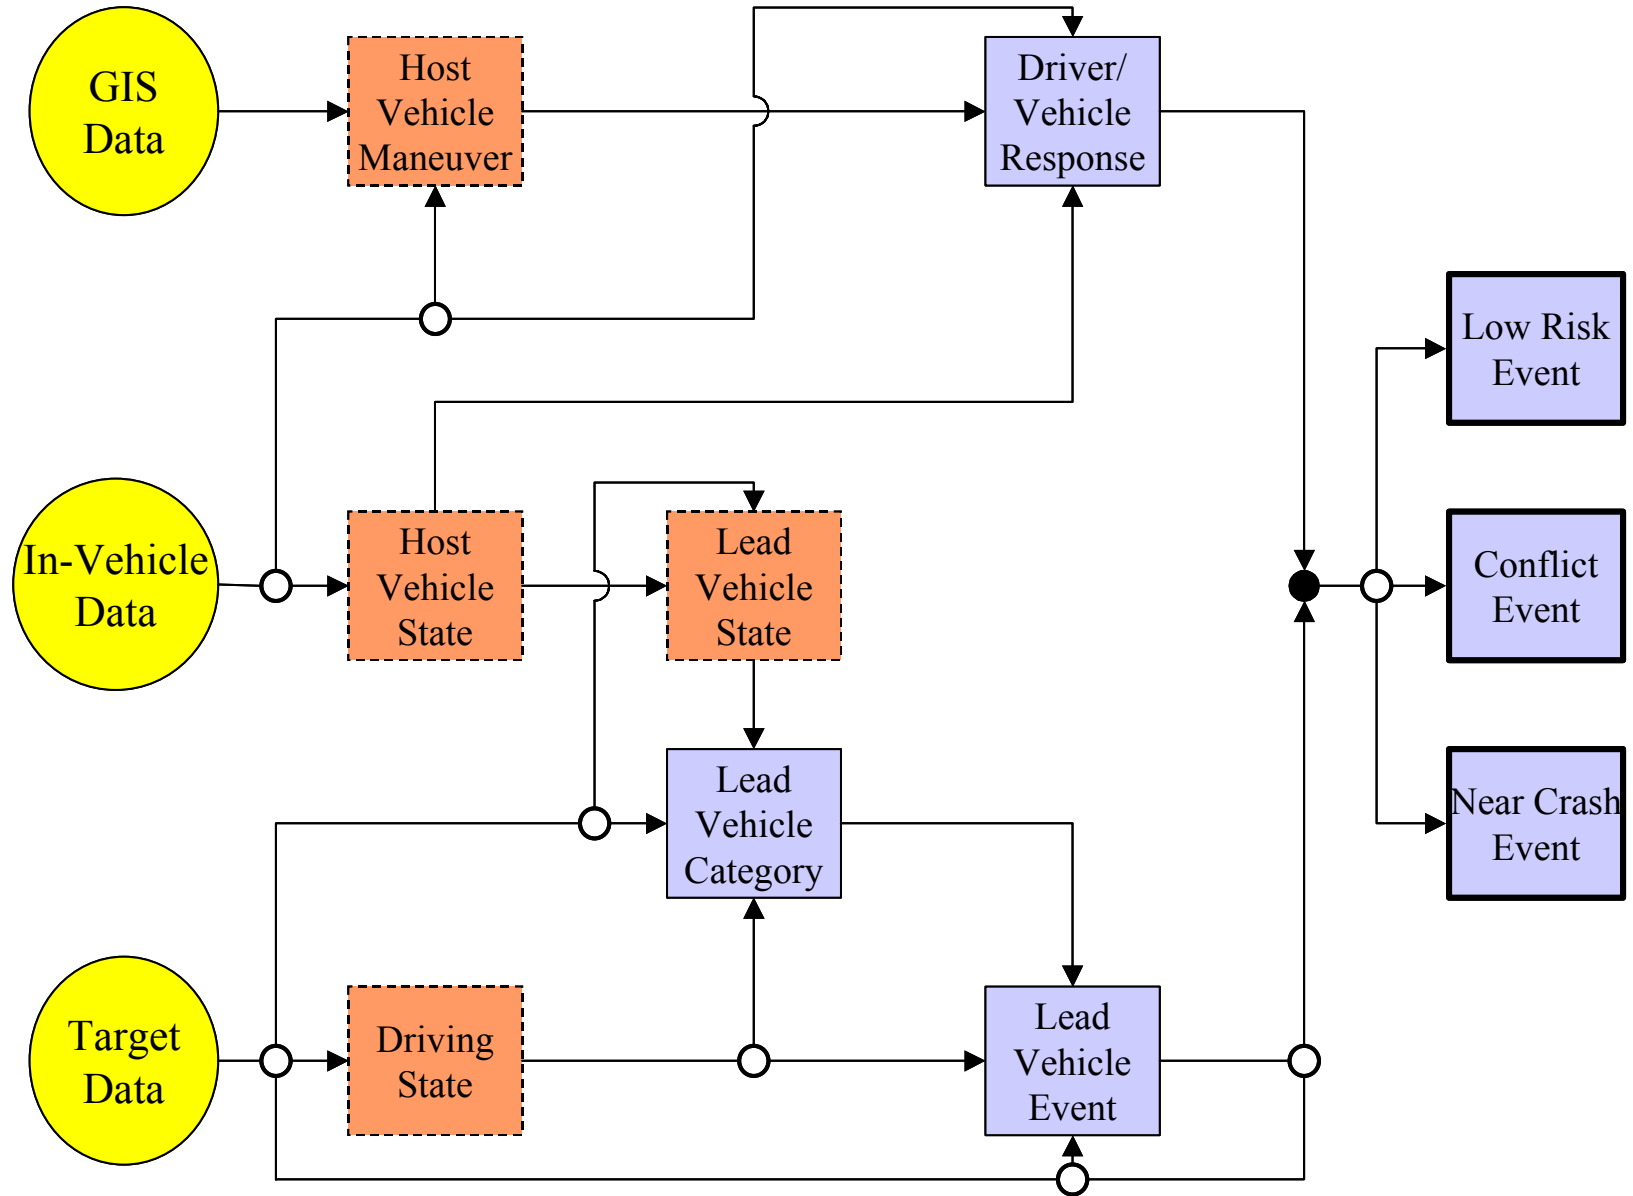 GIS
Data
Host
Vehicle
Maneuver
Driver/
Vehicle
Response
Low Risk
Event
In-Vehicle
Data
Host
Vehicle
State
Lead
Vehicle
State
Conflict
Event
Lead
Vehicle
Category
Near Crash
Event
Target
Data
Driving
State
Lead
Vehicle
Event